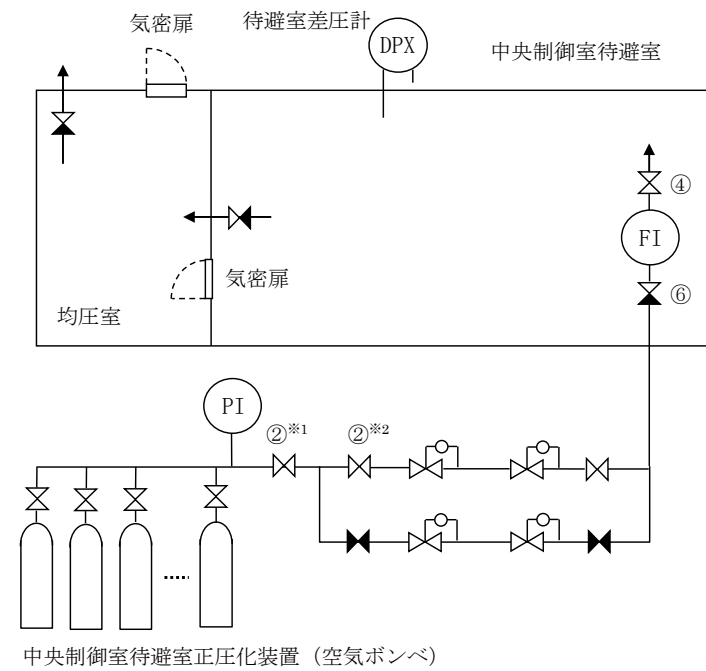 気密扉
待避室差圧計
DPX
中央制御室待避室
④
FI
⑥
気密扉
均圧室
PI
②※1
②※2
中央制御室待避室正圧化装置（空気ボンベ）